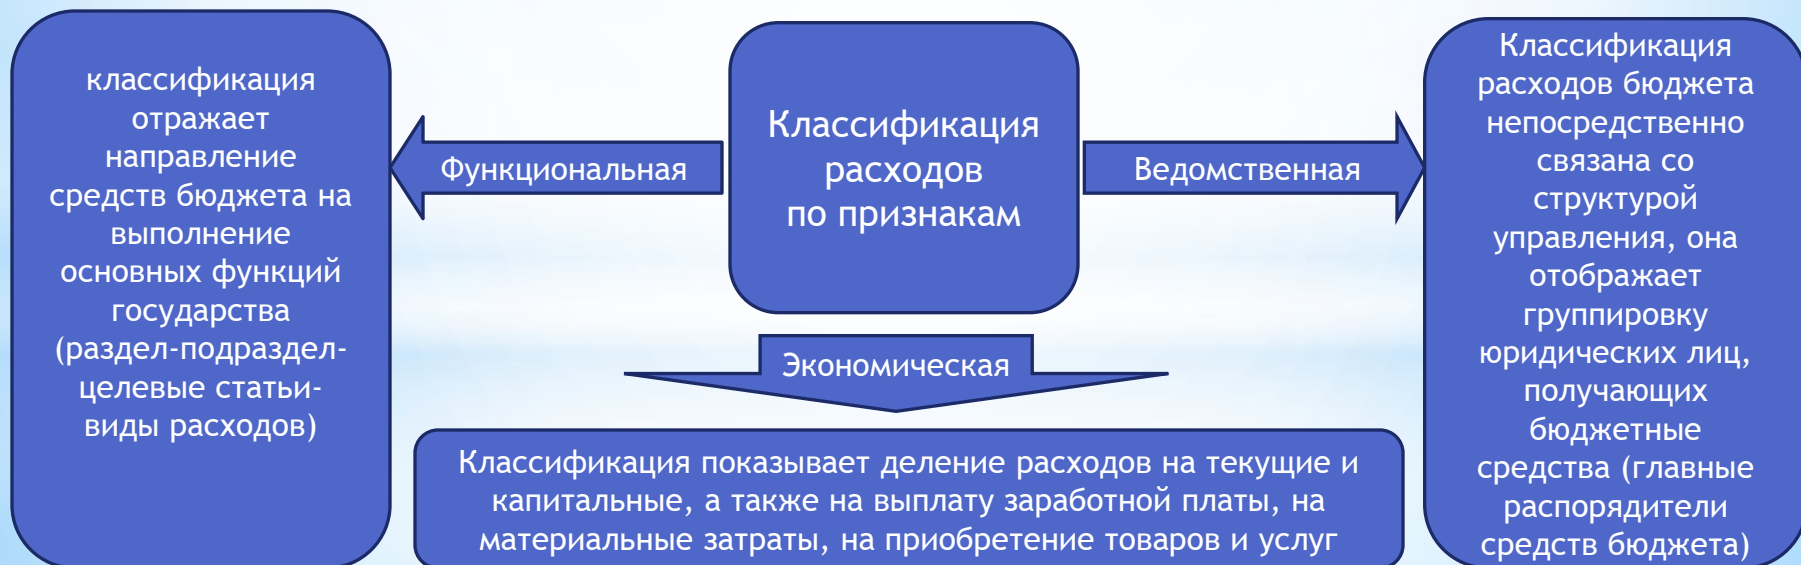 классификация
отражает
направление
средств бюджета на
выполнение
основных функций
государства
(раздел-подраздел-
целевые статьи-
виды расходов)
Функциональная
Классификация
расходов
по признакам
Ведомственная
Классификация
расходов бюджета
непосредственно
связана со
структурой
управления, она
отображает
группировку
юридических лиц,
получающих
бюджетные
средства (главные
распорядители
средств бюджета)
Экономическая
Классификация показывает деление расходов на текущие и
капитальные, а также на выплату заработной платы, на
материальные затраты, на приобретение товаров и услуг